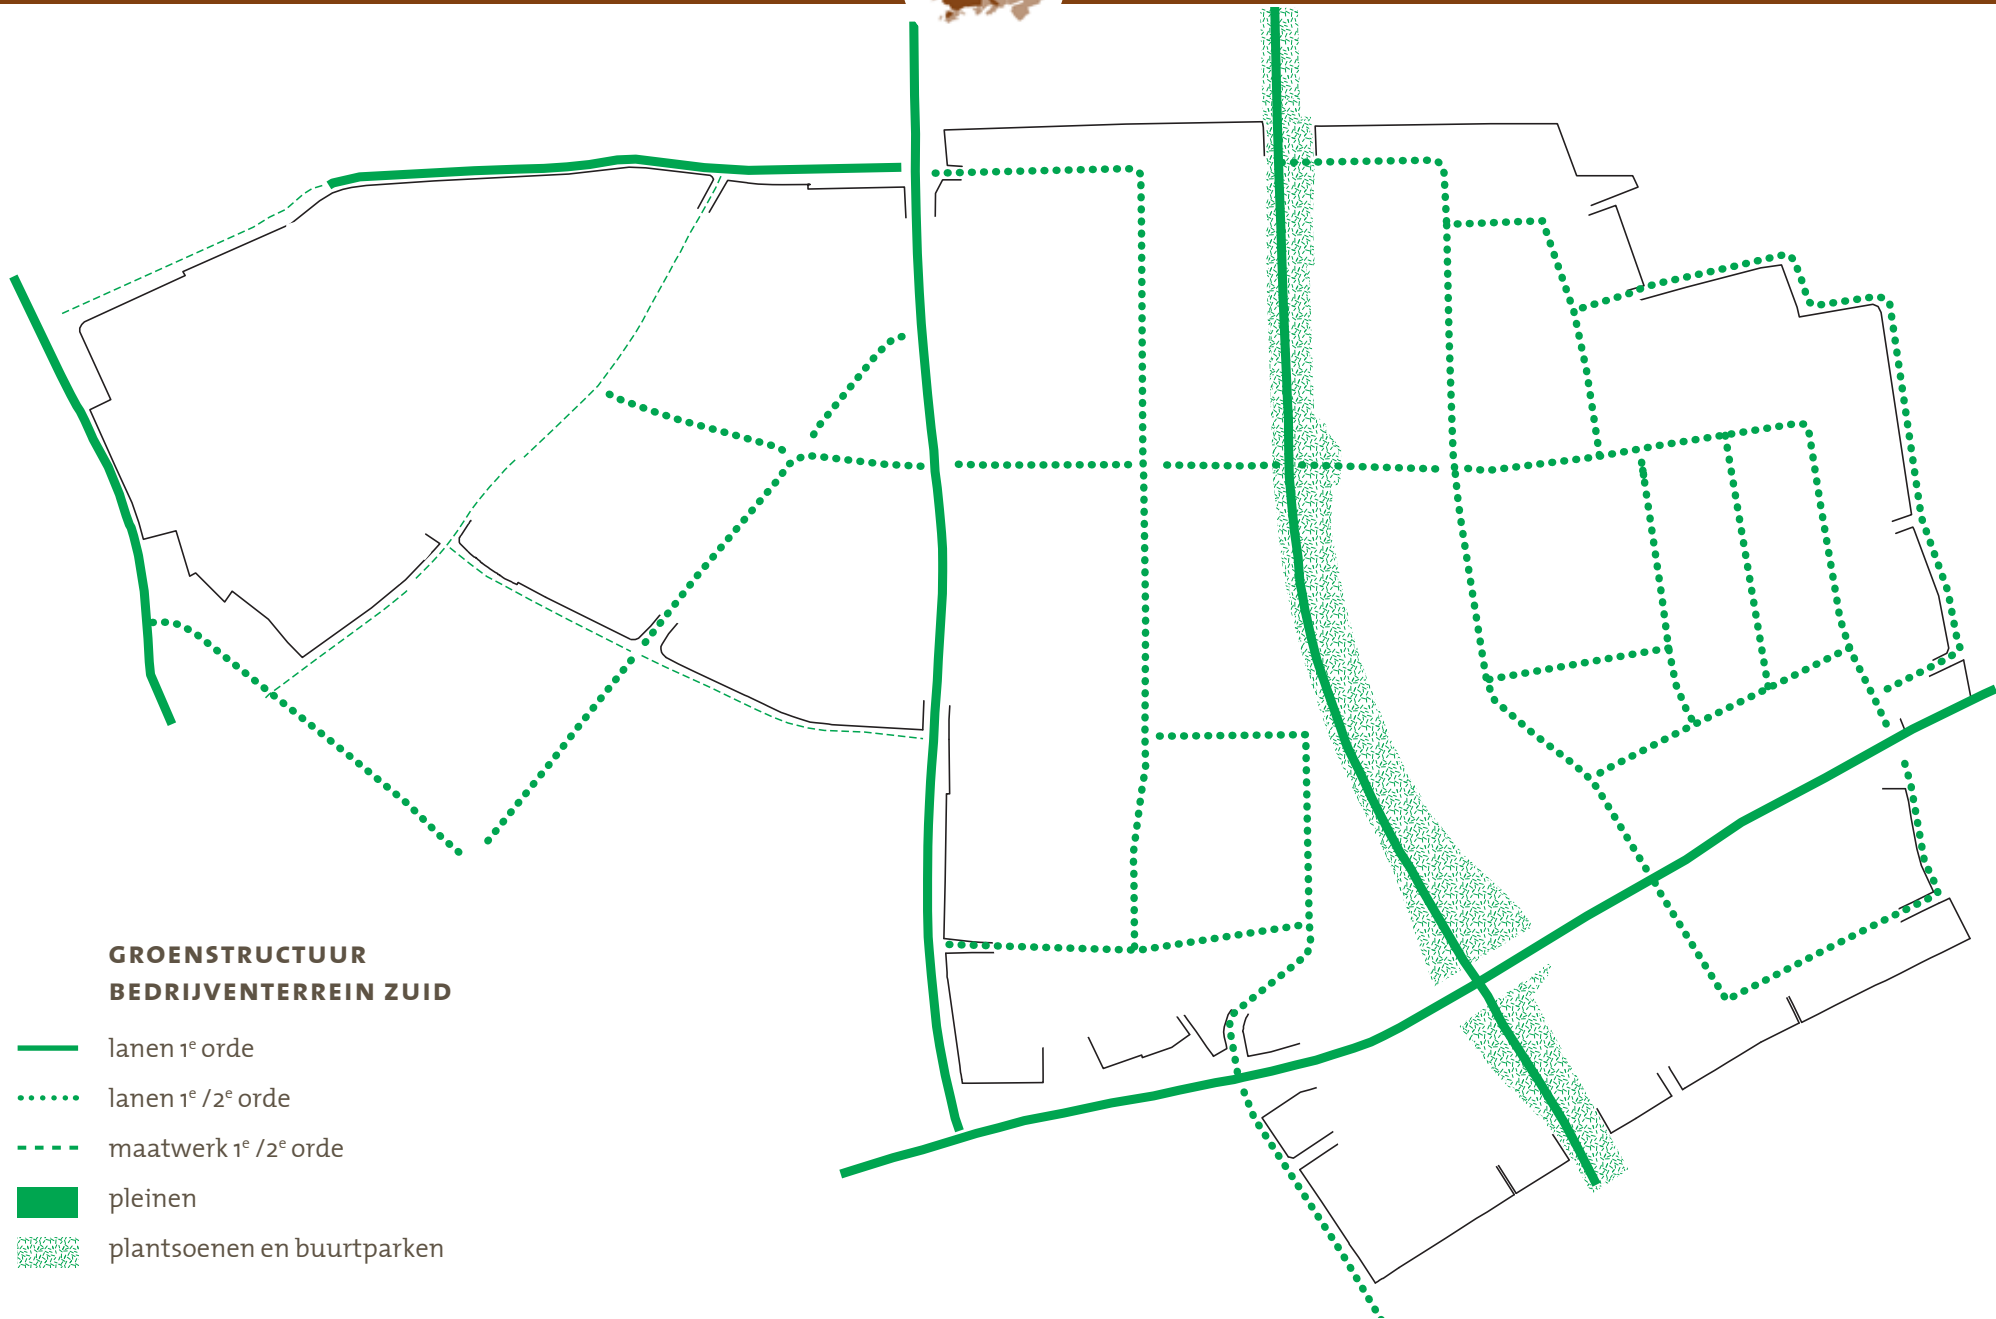 GROENSTRUCTUUR
BEDRIJVENTERREIN ZUID
lanen 1e orde
lanen 1e /2e orde
maatwerk 1e /2e orde
pleinen
plantsoenen en buurtparken